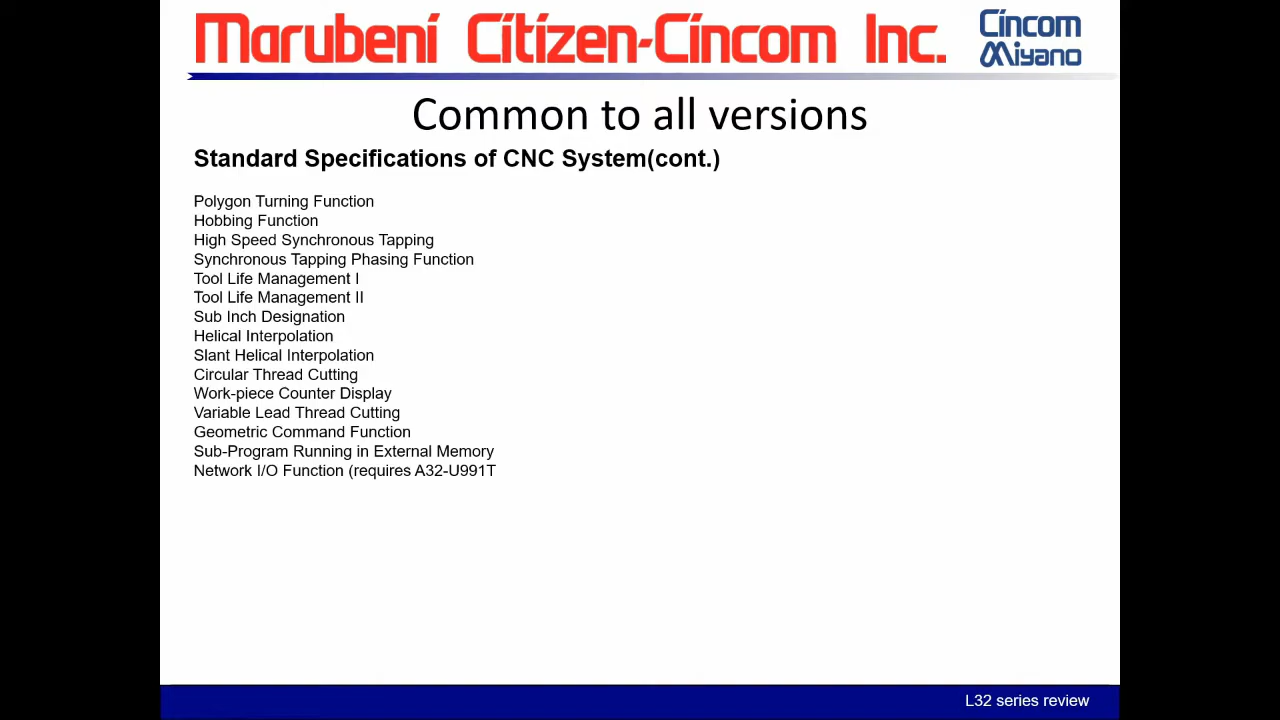 Marubeni Citizen-Cincom Inc.
Cincom
Miyano
Common to all versions
Standard Specifications of CNC System(cont.)
Polygon Turning Function
Hobbing Function
High Speed Synchronous Tapping
Synchronous Tapping Phasing Function
Tool Life Management I
Tool Life Management II
Sub Inch Designation
Helical Interpolation
Slant Helical Interpolation
Circular Thread Cutting
Work-piece Counter Display
Variable Lead Thread Cutting
Geometric Command Function
Sub-Program Running in External Memory
Network I/O Function (requires A32-U991T
L32 series review